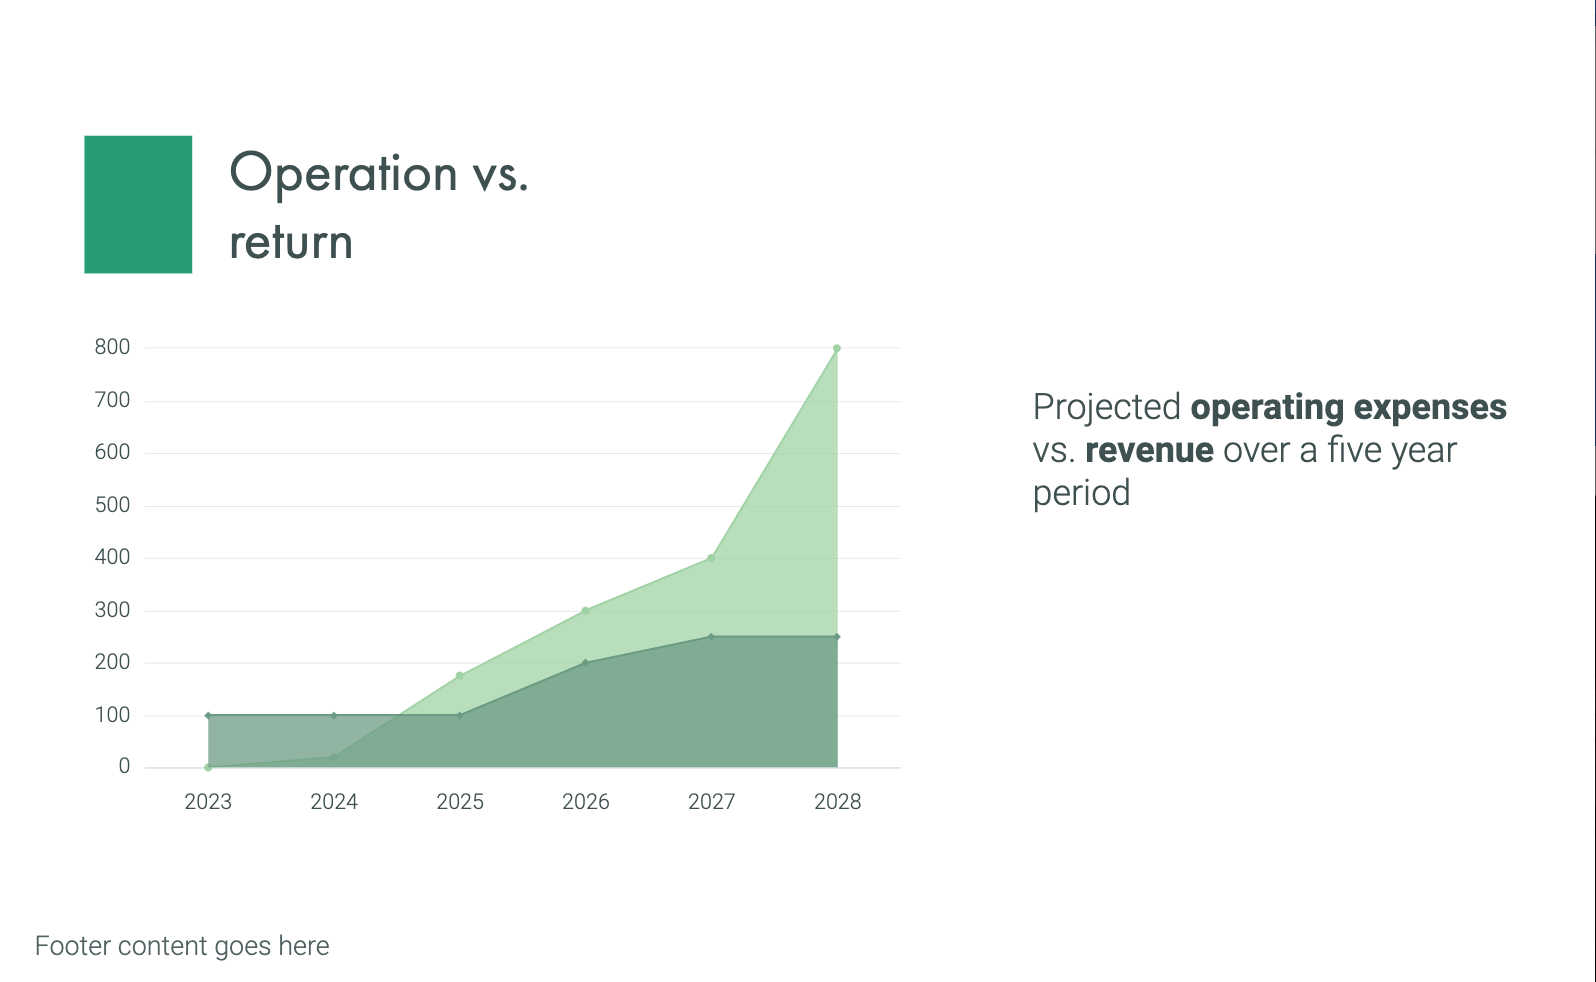 Operation vs.
return
800
700
600
500
400
300
200
100
0
2023 2024 2025 2026 2027 2028
Projected operating expenses
vs. revenue over a five year
period
Footer content goes here